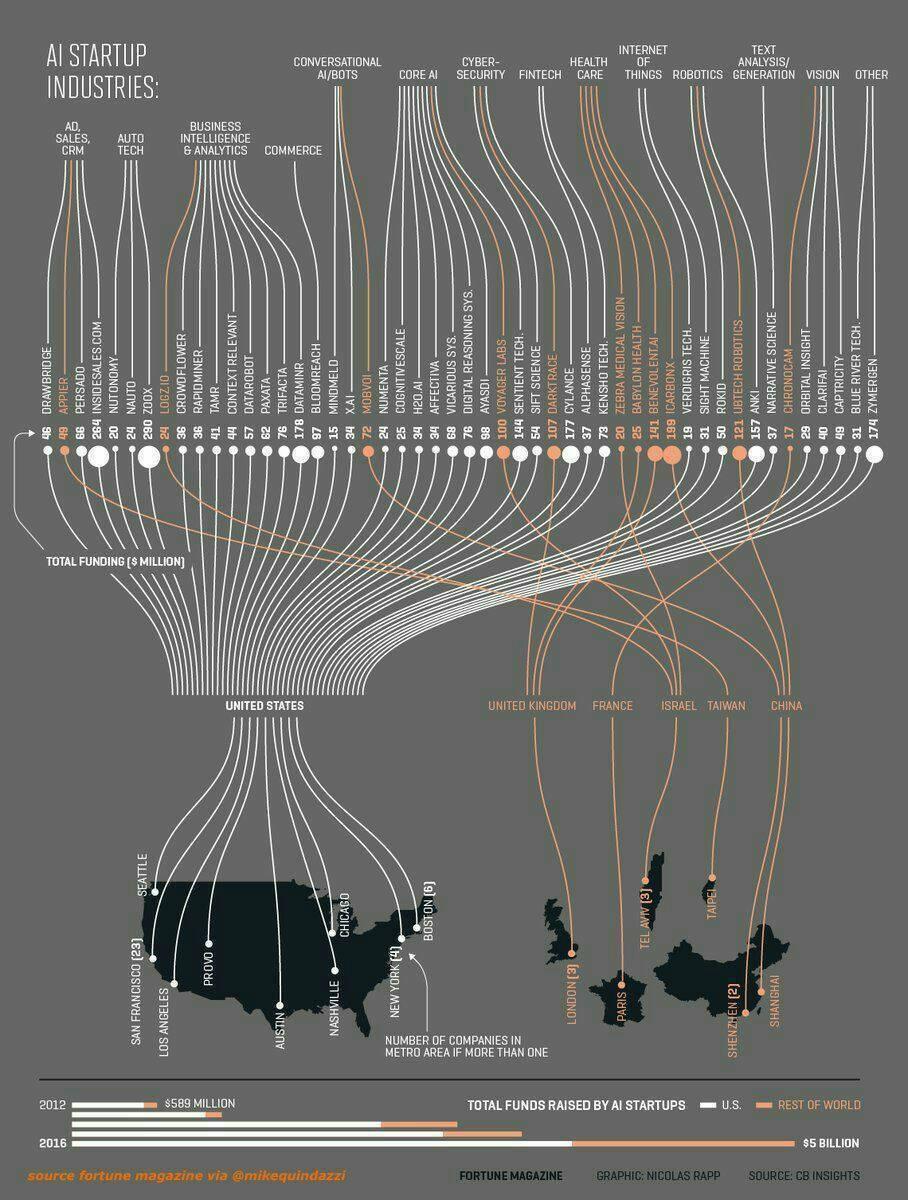 AI STARTUP
INDUSTRIES:
CONVERSATIONAL
AI/BOTS
CORE AI
CYBER-
SECURITY
FINTECH
HEALTH
CARE
INTERNET
OF
THINGS
ROBOTICS
TEXT
ANALYSIS/
GENERATION
VISION
OTHER
AD,
SALES,
CRM
AUTO
TECH
BUSINESS
INTELLIGENCE
& ANALYTICS
COMMERCE
DRAWBRIDGE 46
APPIER 49
PERSADO 66
INSIDESALES.COM 264
NUTONOMY 20
NAUTO 24
ZOOX 290
LOGZ.IO 24
CROWDFLOWER 36
RAPIDMINER 36
TAMR 41
CONTEXT RELEVANT 44
DATAROBOT 57
PAXATA 62
TRIFACTA 76
DATAMINR 178
BLOOMREACH 97
MINDMELD 15
X.AI 34
MOBVOI 72
NUMENTA 24
COGNITIVESCALE 25
H2O.AI 34
AFFECTIVA 34
VICARIOUS SYS. 68
DIGITAL REASONING SYS. 76
AYASDI 98
VOYAGER LABS 100
SENTIENT TECH. 144
SIFT SCIENCE 54
DARKTRACE 107
CYLANCE 177
ALPHASENSE 37
KENSHO TECH. 73
ZEBRA MEDICAL VISION 20
BABYLON HEALTH 25
BENEVOLENT.AI 141
ICARBONX 199
VERDIGRIS TECH. 19
SIGHT MACHINE 31
ROKID 50
UBTECH ROBOTICS 121
ANKI 157
NARRATIVE SCIENCE 37
CHRONOCAM 17
ORBITAL INSIGHT 29
CLARIFAI 40
CAPTRICITY 49
BLUE RIVER TECH. 31
ZYMERGEN 174
TOTAL FUNDING ($ MILLION)
UNITED STATES
UNITED KINGDOM
FRANCE
ISRAEL
TAIWAN
CHINA
SEATTLE
SAN FRANCISCO (23)
LOS ANGELES
PROVO
AUSTIN
NASHVILLE
CHICAGO
NEW YORK (4)
BOSTON (6)
LONDON (3)
PARIS
TEL AVIV (3)
TAIPEI
SHENZHEN (2)
SHANGHAI
NUMBER OF COMPANIES IN
METRO AREA IF MORE THAN ONE
2012
$589 MILLION
TOTAL FUNDS RAISED BY AI STARTUPS
U.S.
REST OF WORLD
2016
$5 BILLION
source fortune magazine via @mikequindazzi
FORTUNE MAGAZINE
GRAPHIC: NICOLAS RAPP
SOURCE: CB INSIGHTS